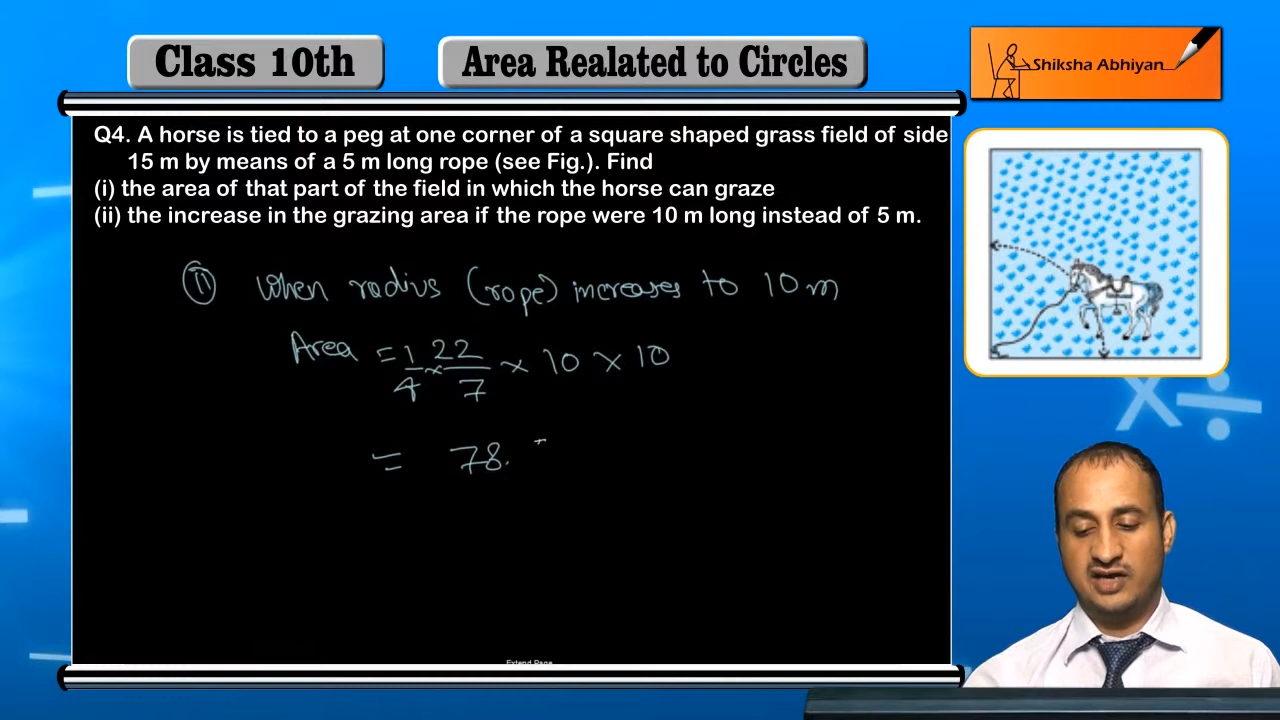 Class 10th
Area Realated to Circles
Shiksha Abhiyan
Q4. A horse is tied to a peg at one corner of a square shaped grass field of side
15 m by means of a 5 m long rope (see Fig.). Find
(i) the area of that part of the field in which the horse can graze
(ii) the increase in the grazing area if the rope were 10 m long instead of 5 m.
(ii) When radius (rope) increases to 10 m
Area = 1/4 × 22/7 × 10 × 10
= 78.
Extend Page